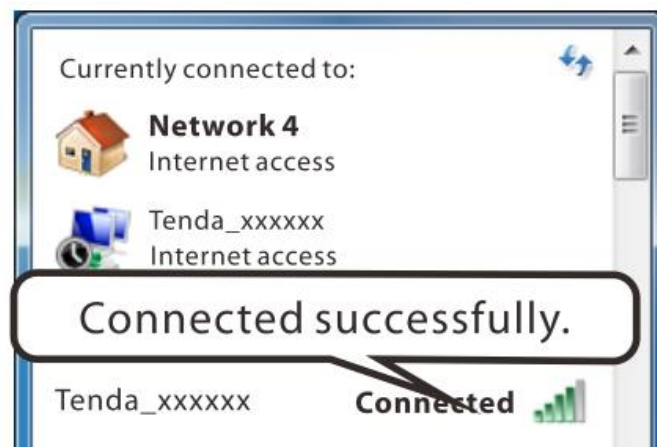 Currently connected to:
Network 4
Internet access
Tenda_xxxxxx
Internet access
Connected successfully.
Tenda_xxxxxx Connected